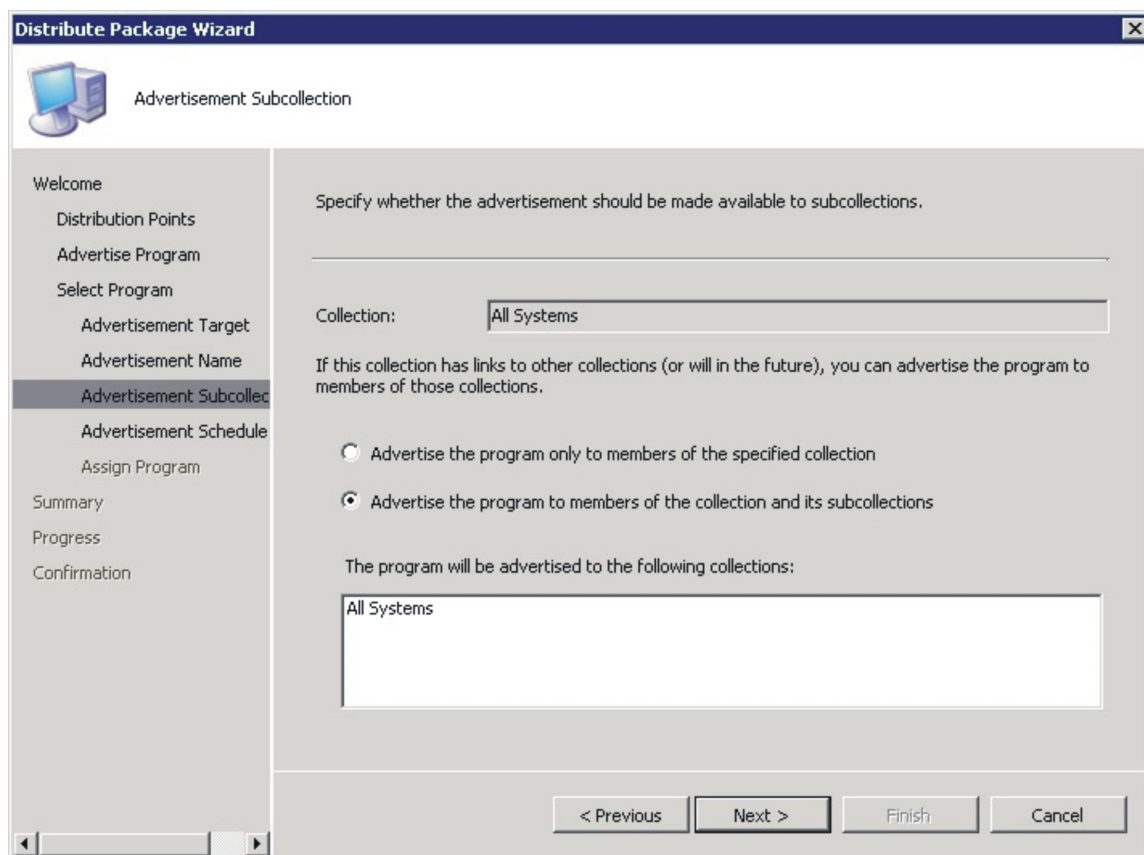 Distribute Package Wizard
Advertisement Subcollection
Welcome
Distribution Points
Advertise Program
Select Program
Advertisement Target
Advertisement Name
Advertisement Subcollec
Advertisement Schedule
Assign Program
Summary
Progress
Confirmation
Specify whether the advertisement should be made available to subcollections.
Collection: All Systems
If this collection has links to other collections (or will in the future), you can advertise the program to
members of those collections.
Advertise the program only to members of the specified collection
Advertise the program to members of the collection and its subcollections
The program will be advertised to the following collections:
All Systems
< Previous Next > Finish Cancel